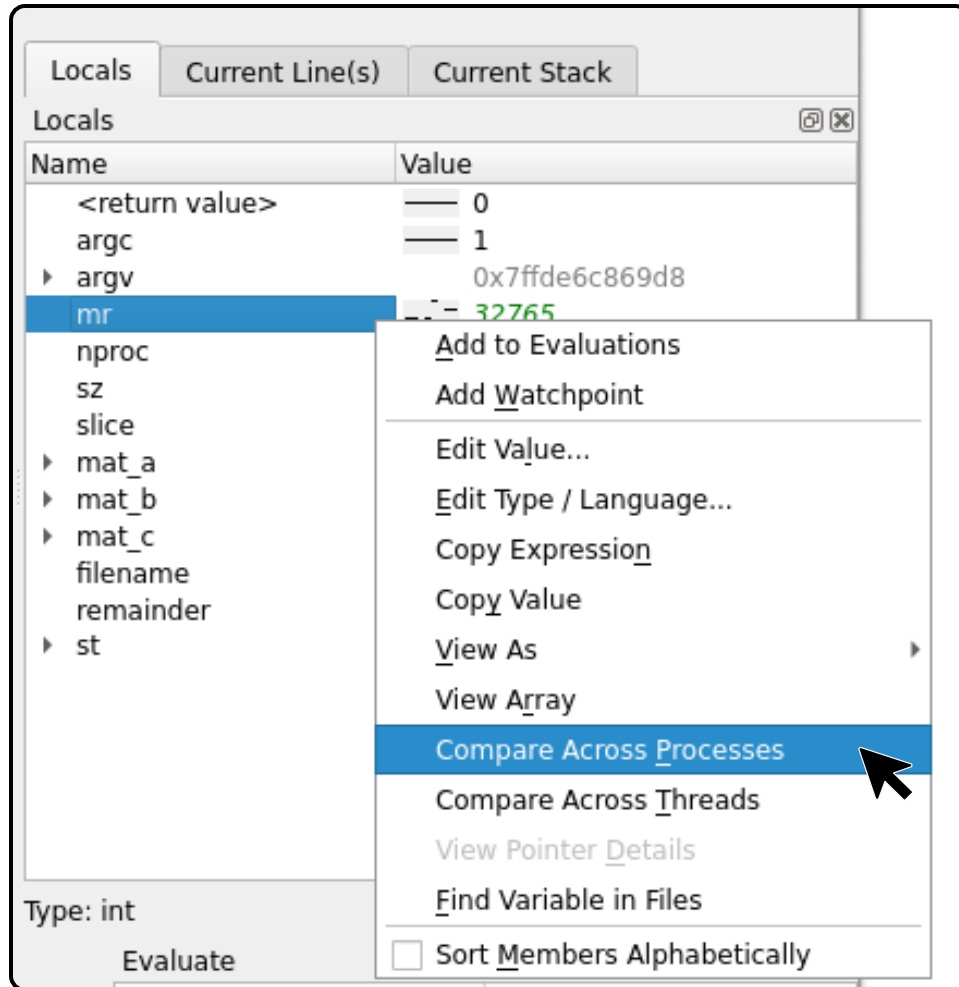 Locals Current Line(s) Current Stack
Locals
Name Value
<return value> 0
argc 1
argv 0x7ffde6c869d8
mr 32765
nproc
sz
slice
mat_a
mat_b
mat_c
filename
remainder
st
Add to Evaluations
Add Watchpoint
Edit Value...
Edit Type / Language...
Copy Expression
Copy Value
View As
View Array
Compare Across Processes
Compare Across Threads
View Pointer Details
Find Variable in Files
Sort Members Alphabetically
Type: int
Evaluate